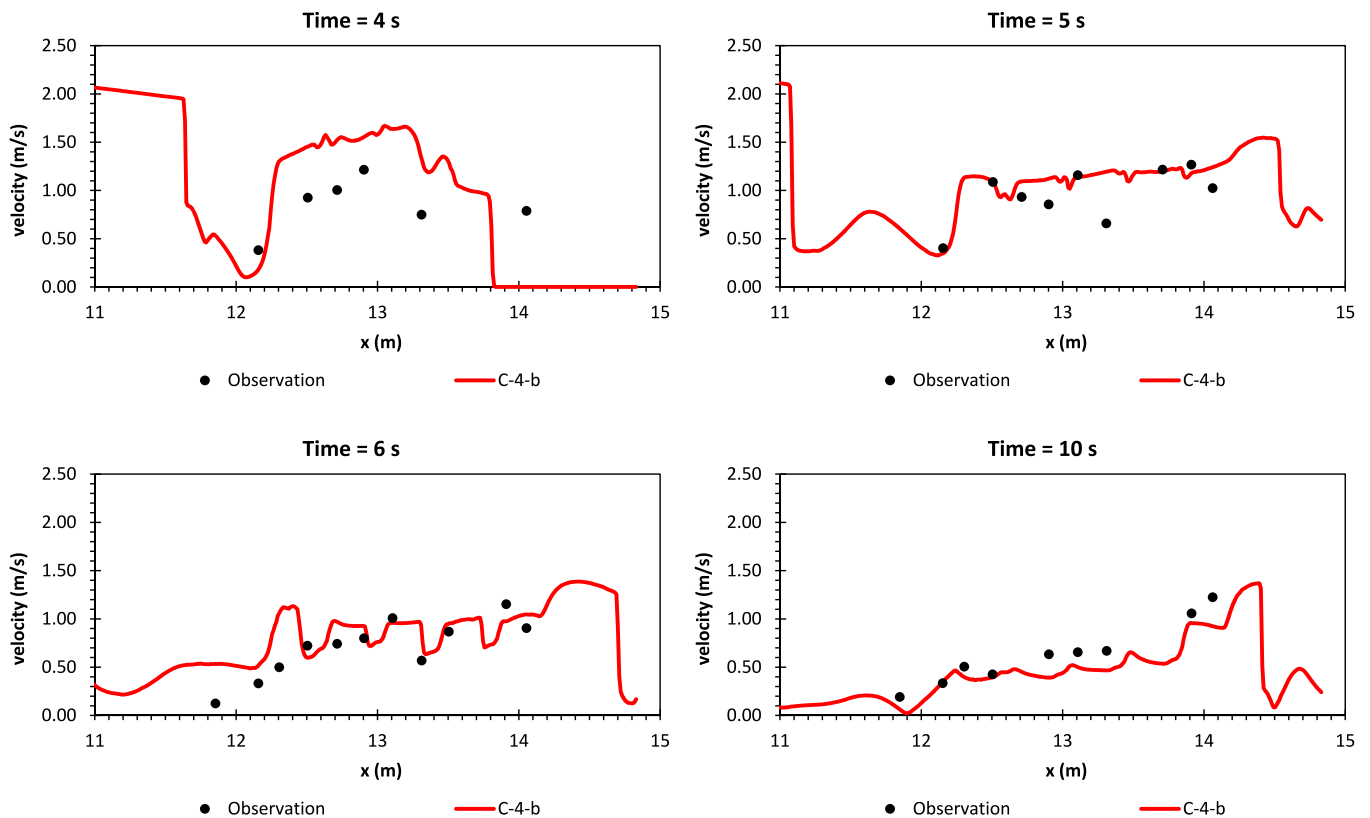 Time = 4 s
2.50
2.00
1.50
1.00
0.50
0.00
velocity (m/s)
11 12 13 14 15
x (m)
Observation C-4-b
Time = 5 s
2.50
2.00
1.50
1.00
0.50
0.00
velocity (m/s)
11 12 13 14 15
x (m)
Observation C-4-b
Time = 6 s
2.50
2.00
1.50
1.00
0.50
0.00
velocity (m/s)
11 12 13 14 15
x (m)
Observation C-4-b
Time = 10 s
2.50
2.00
1.50
1.00
0.50
0.00
velocity (m/s)
11 12 13 14 15
x (m)
Observation C-4-b